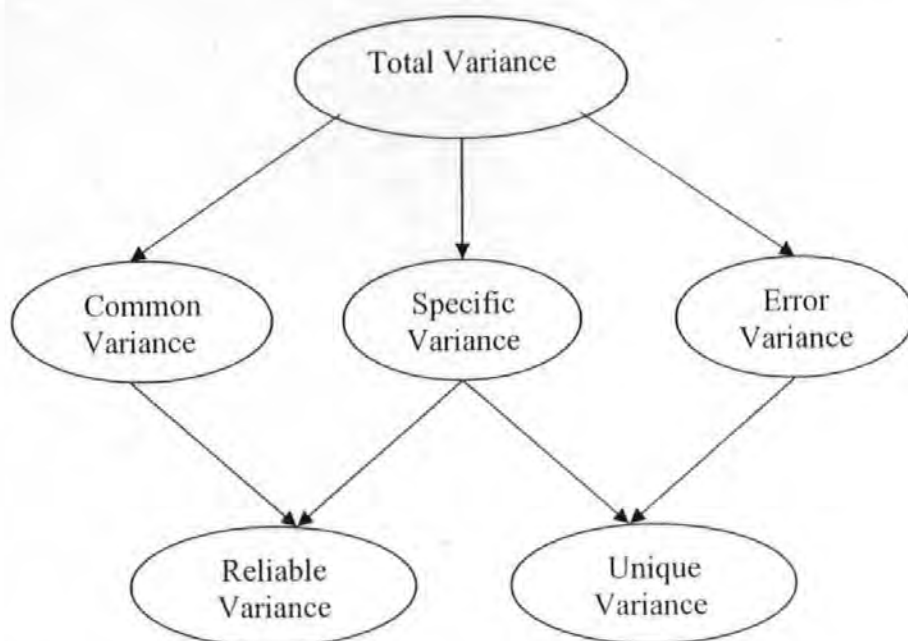 Total Variance
Common
Variance
Specific
Variance
Error
Variance
Reliable
Variance
Unique
Variance